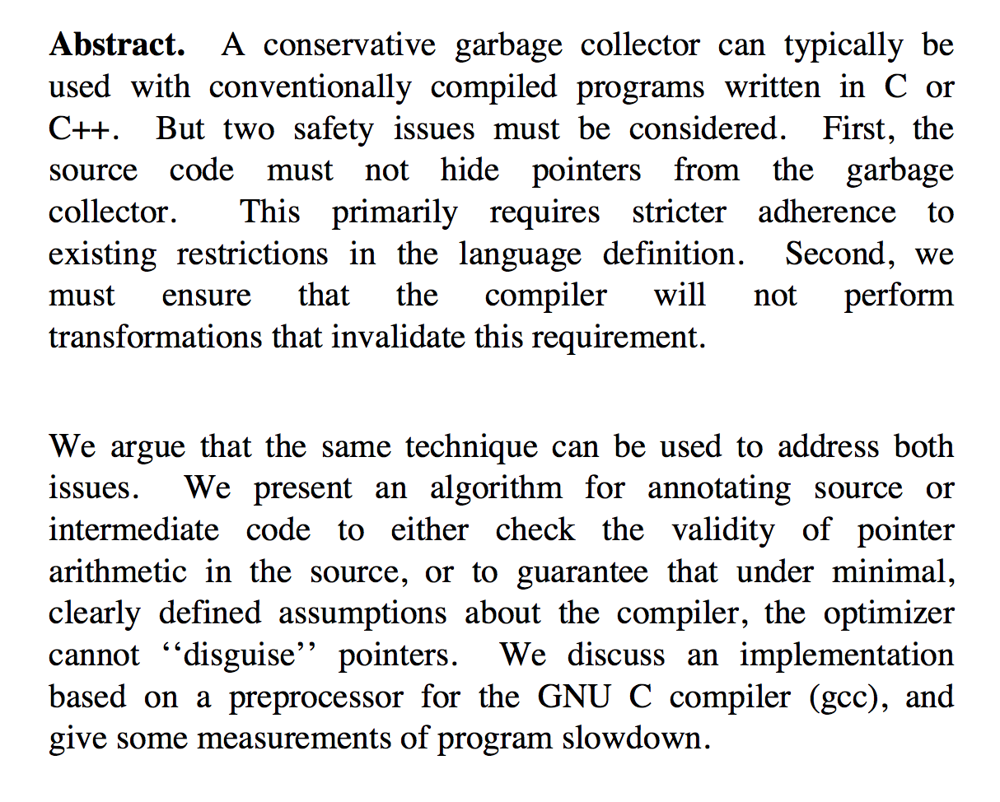 Abstract. A conservative garbage collector can typically be
used with conventionally compiled programs written in C or
C++. But two safety issues must be considered. First, the
source code must not hide pointers from the garbage
collector. This primarily requires stricter adherence to
existing restrictions in the language definition. Second, we
must ensure that the compiler will not perform
transformations that invalidate this requirement.
We argue that the same technique can be used to address both
issues. We present an algorithm for annotating source or
intermediate code to either check the validity of pointer
arithmetic in the source, or to guarantee that under minimal,
clearly defined assumptions about the compiler, the optimizer
cannot ‘‘disguise’’ pointers. We discuss an implementation
based on a preprocessor for the GNU C compiler (gcc), and
give some measurements of program slowdown.